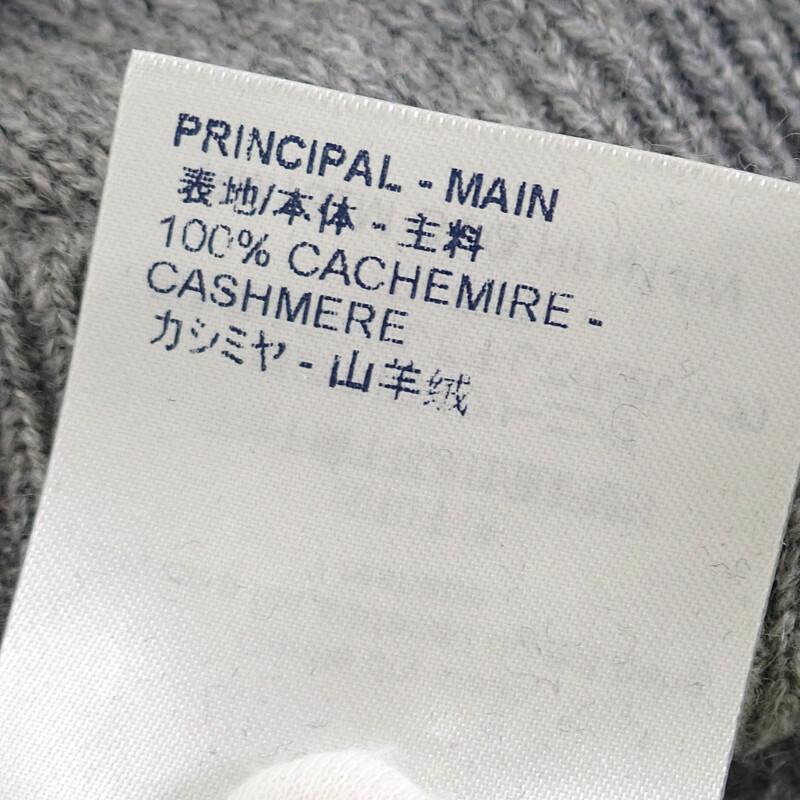 PRINCIPAL - MAIN
表地/本体 - 主料
100% CACHEMIRE -
CASHMERE
カシミヤ - 山羊绒